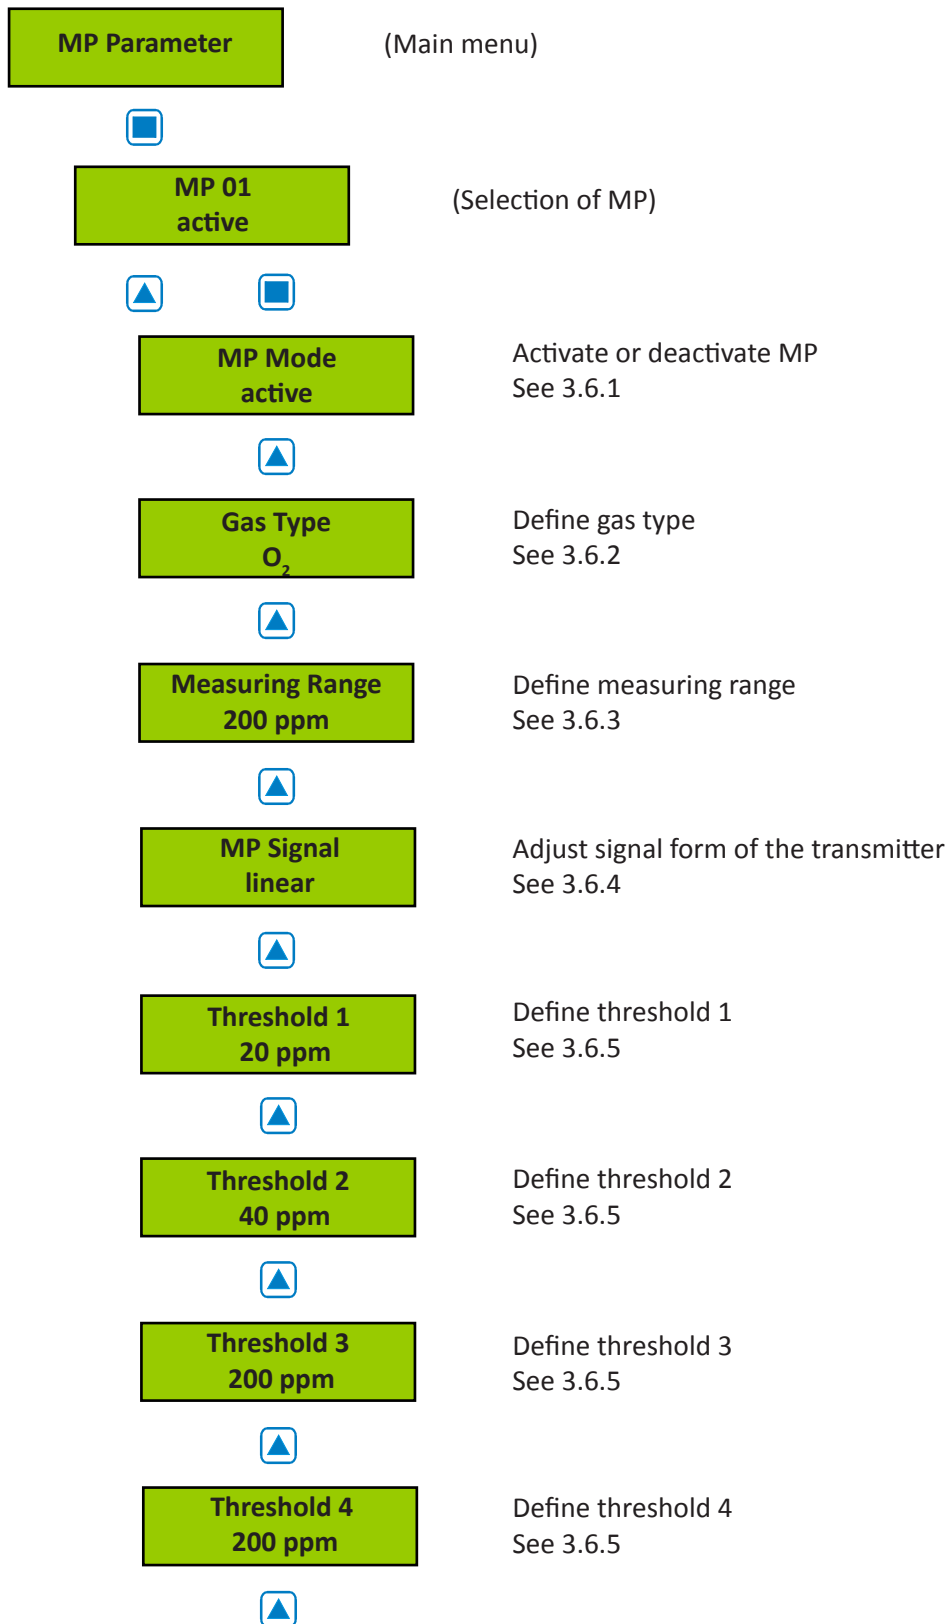 MP Parameter
(Main menu)
MP 01
active
(Selection of MP)
MP Mode
active
Activate or deactivate MP
See 3.6.1
Gas Type
O₂
Define gas type
See 3.6.2
Measuring Range
200 ppm
Define measuring range
See 3.6.3
MP Signal
linear
Adjust signal form of the transmitter
See 3.6.4
Threshold 1
20 ppm
Define threshold 1
See 3.6.5
Threshold 2
40 ppm
Define threshold 2
See 3.6.5
Threshold 3
200 ppm
Define threshold 3
See 3.6.5
Threshold 4
200 ppm
Define threshold 4
See 3.6.5